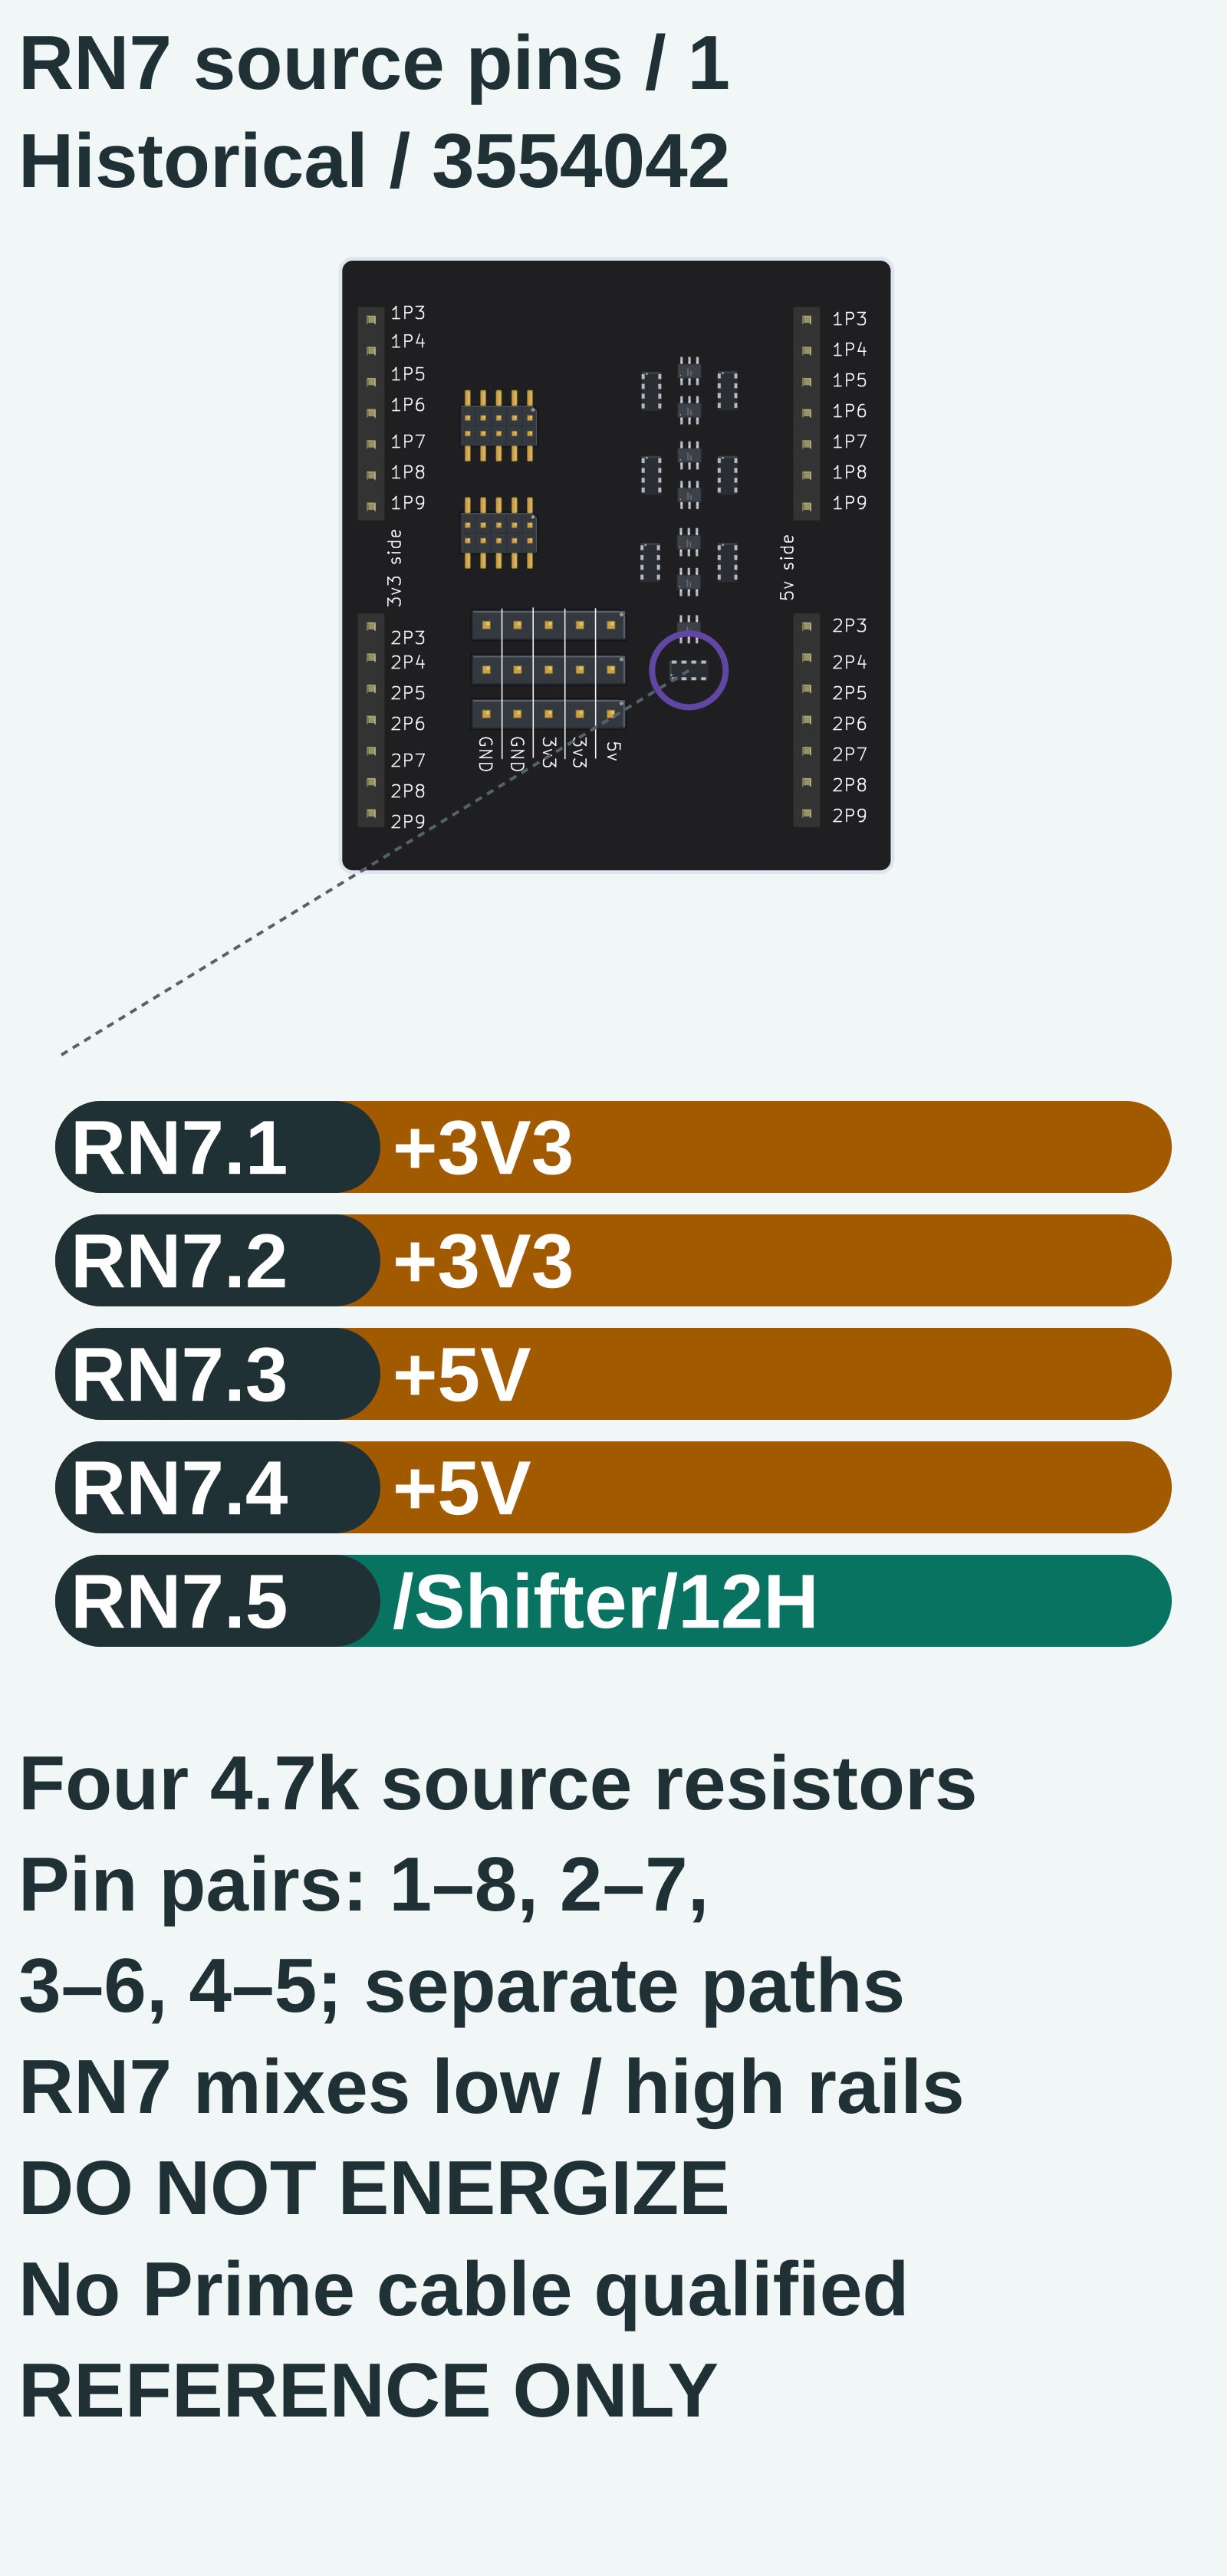 RN7 source pins / 1
Historical / 3554042
1P3
1P4
1P5
1P6
1P7
1P8
1P9
3v3 side
2P3
2P4
2P5
2P6
2P7
2P8
2P9
1P3
1P4
1P5
1P6
1P7
1P8
1P9
5v side
2P3
2P4
2P5
2P6
2P7
2P8
2P9
GND
GND
3v3
3v3
5v
RN7.1 +3V3
RN7.2 +3V3
RN7.3 +5V
RN7.4 +5V
RN7.5 /Shifter/12H
Four 4.7k source resistors
Pin pairs: 1–8, 2–7,
3–6, 4–5; separate paths
RN7 mixes low / high rails
DO NOT ENERGIZE
No Prime cable qualified
REFERENCE ONLY